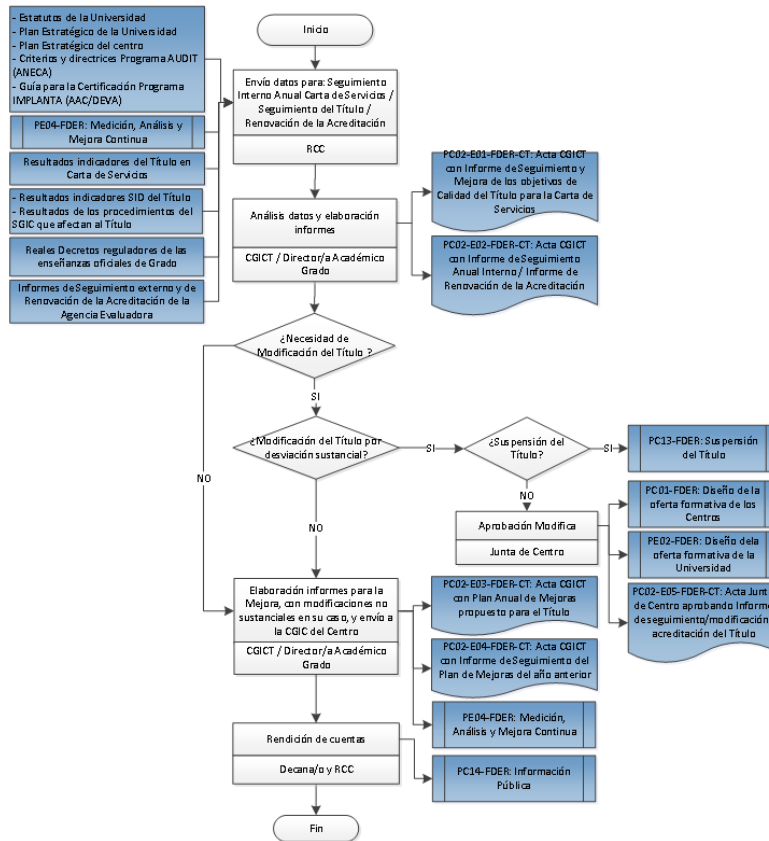 - Estatutos de la Universidad
- Plan Estratégico de la Universidad
- Plan Estratégico del centro
- Criterios y directrices Programa AUDIT
(ANECA)
- Guía para la Certificación Programa
IMPLANTA (AAC/DEVA)
PE04-FDER: Medición, Análisis y
Mejora Continua
Resultados indicadores del Título en
Carta de Servicios
- Resultados indicadores SID del Título
- Resultados de los procedimientos del
SGIC que afectan al Título
Reales Decretos reguladores de las
enseñanzas oficiales de Grado
Informes de Seguimiento externo y de
Renovación de la Acreditación de la
Agencia Evaluadora
Inicio
Envío datos para: Seguimiento
Interno Anual Carta de Servicios /
Seguimiento del Título /
Renovación de la Acreditación
RCC
Análisis datos y elaboración
informes
CGICT / Director/a Académico
Grado
PC02-E01-FDER-CT: Acta CGICT
con Informe de Seguimiento y
Mejora de los objetivos de
Calidad del Título para la Carta de
Servicios
PC02-E02-FDER-CT: Acta CGICT
con Informe de Seguimiento
Anual Interno / Informe de
Renovación de la Acreditación
¿Necesidad de
Modificación del Título ?
SI
¿Modificación del Título por
desviación sustancial?
SI
¿Suspensión del
Título?
SI
PC13-FDER: Suspensión
del Título
NO
NO
NO
Aprobación Modifica
Junta de Centro
PC01-FDER: Diseño de la
oferta formativa de los
Centros
PE02-FDER: Diseño dela
oferta formativa de la
Universidad
PC02-E05-FDER-CT: Acta Junt
de Centro aprobando Informe
de seguimiento/modificación
acreditación del Título
Elaboración informes para la
Mejora, con modificaciones no
sustanciales en su caso, y envío a
la CGIC del Centro
CGICT / Director/a Académico
Grado
PC02-E03-FDER-CT: Acta CGICT
con Plan Anual de Mejoras
propuesto para el Título
PC02-E04-FDER-CT: Acta CGICT
con Informe de Seguimiento del
Plan de Mejoras del año anterior
PE04-FDER: Medición,
Análisis y Mejora Continua
Rendición de cuentas
Decana/o y RCC
PC14-FDER: Información
Pública
Fin